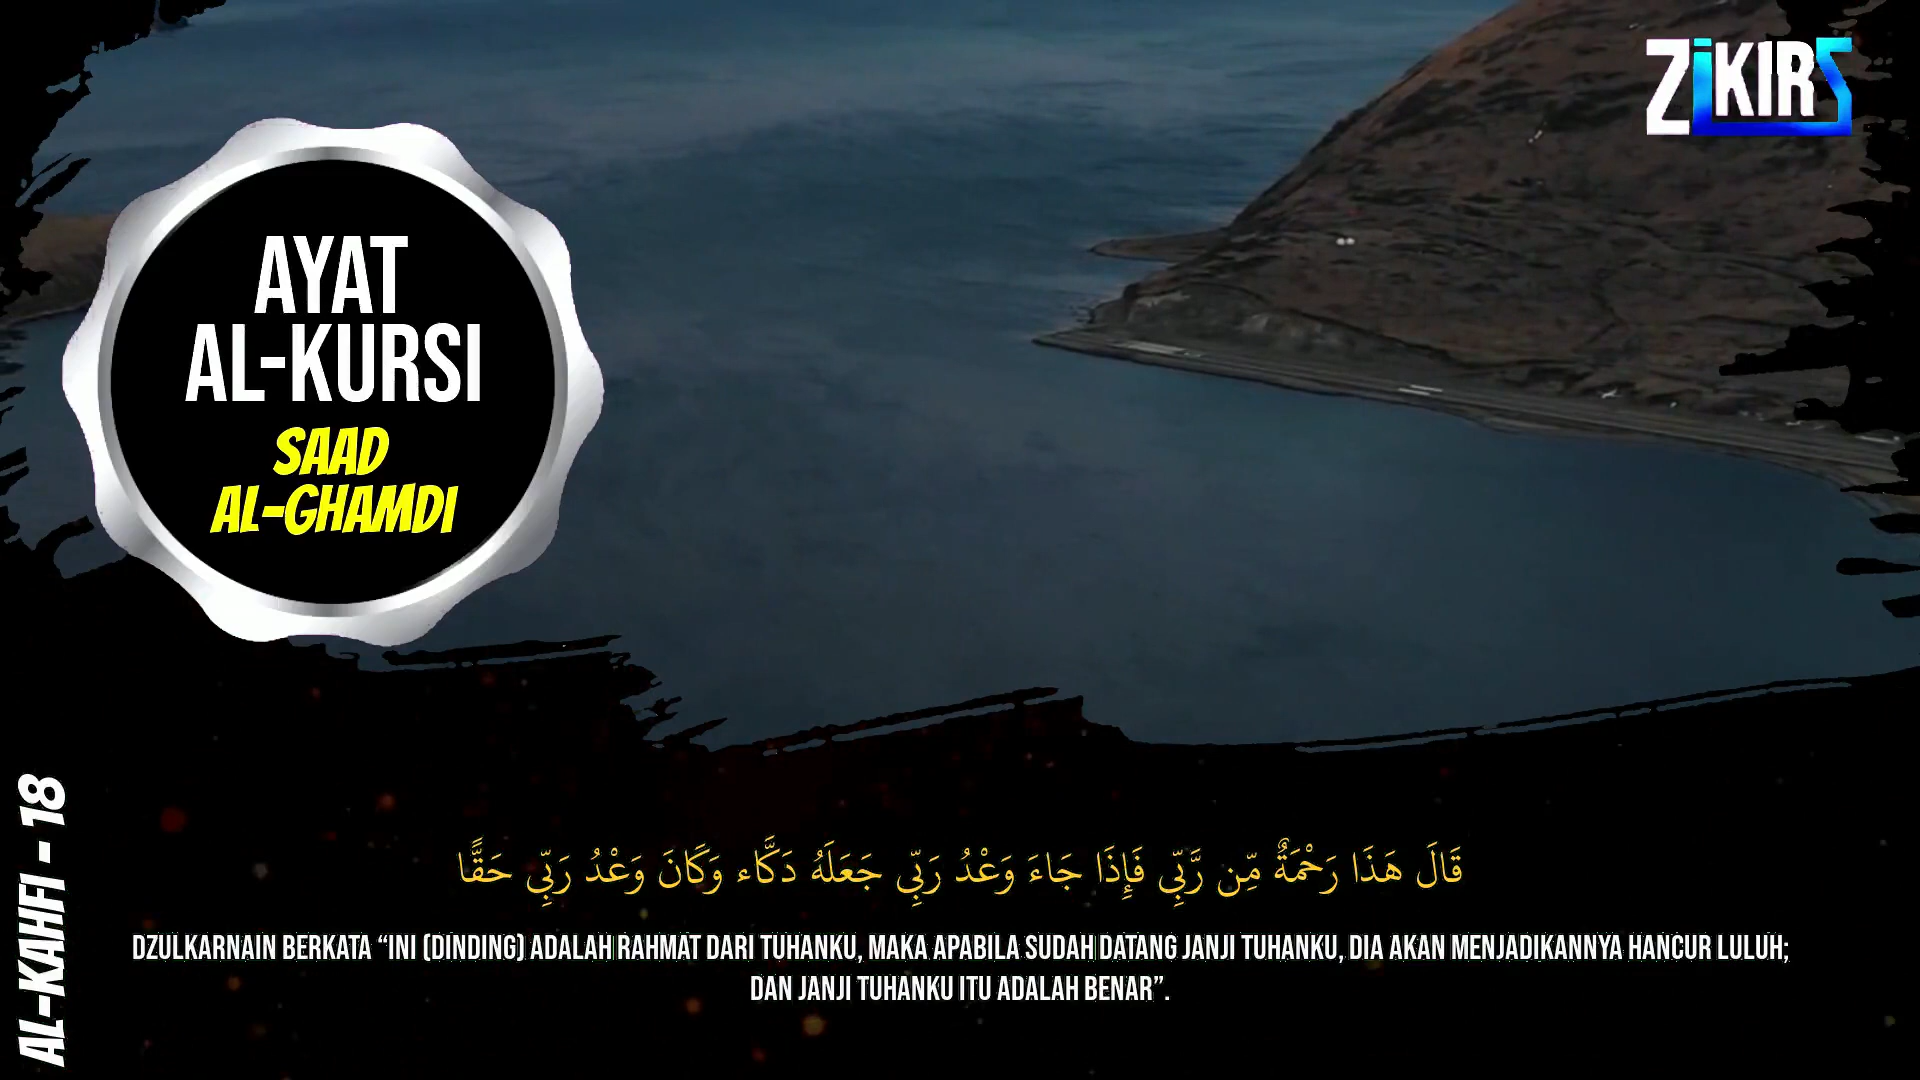 ZIKIRS
AYAT
AL-KURSI
SAAD
AL-GHAMDI
AL-KAHFI - 18
قَالَ هَذَا رَحْمَةٌ مِّن رَّبِّي فَإِذَا جَاءَ وَعْدُ رَبِّي جَعَلَهُ دَكَّاء وَكَانَ وَعْدُ رَبِّي حَقًّا
DZULKARNAIN BERKATA “INI (DINDING) ADALAH RAHMAT DARI TUHANKU, MAKA APABILA SUDAH DATANG JANJI TUHANKU, DIA AKAN MENJADIKANNYA HANCUR LULUH;
DAN JANJI TUHANKU ITU ADALAH BENAR”.